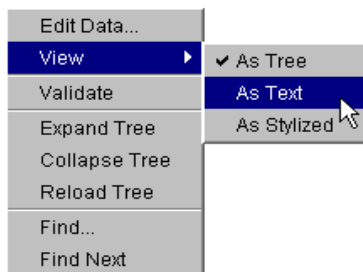 Edit Data...
View
Validate
Expand Tree
Collapse Tree
Reload Tree
Find...
Find Next
As Tree
As Text
As Stylized